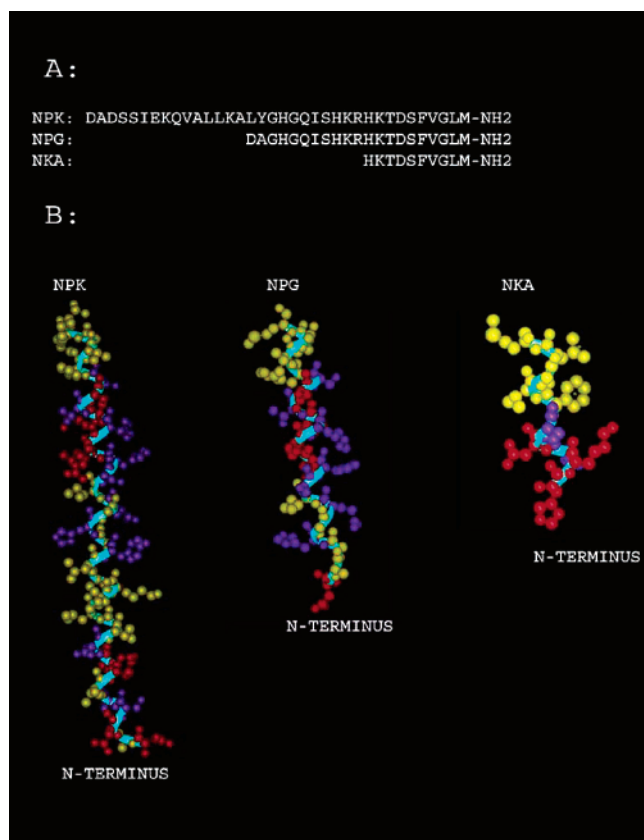 A:
NPK: DADSSIEKQVALLKALYGHGQISHKRHKTDSFVGLM-NH2
NPG: DAGHGQISHKRHKTDSFVGLM-NH2
NKA: HKTDSFVGLM-NH2
B:
NPK NPG NKA
N-TERMINUS
N-TERMINUS
N-TERMINUS